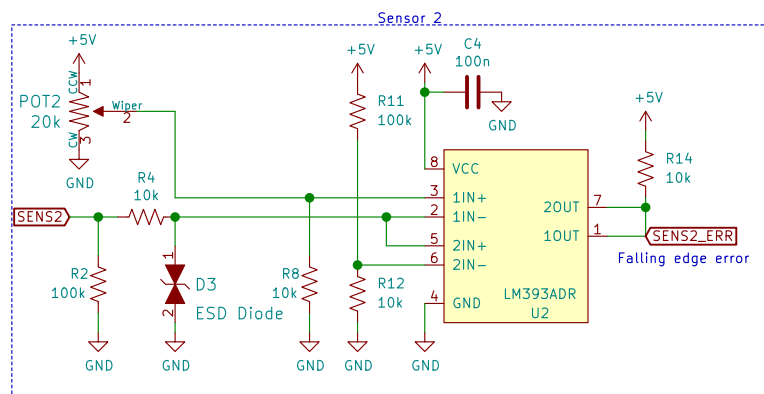 Sensor 2
+5V
+5V
+5V
C4
100n
GND
+5V
CCW
1
POT2
20k
Wiper
2
CW
3
GND
R11
100k
R14
10k
8
VCC
3
1IN+
2
1IN-
5
2IN+
6
2IN-
4
GND
2OUT
7
1OUT
1
LM393ADR
U2
SENS2
R4
10k
SENS2_ERR
Falling edge error
R2
100k
1
D3
2
ESD Diode
R8
10k
R12
10k
GND
GND
GND
GND
GND